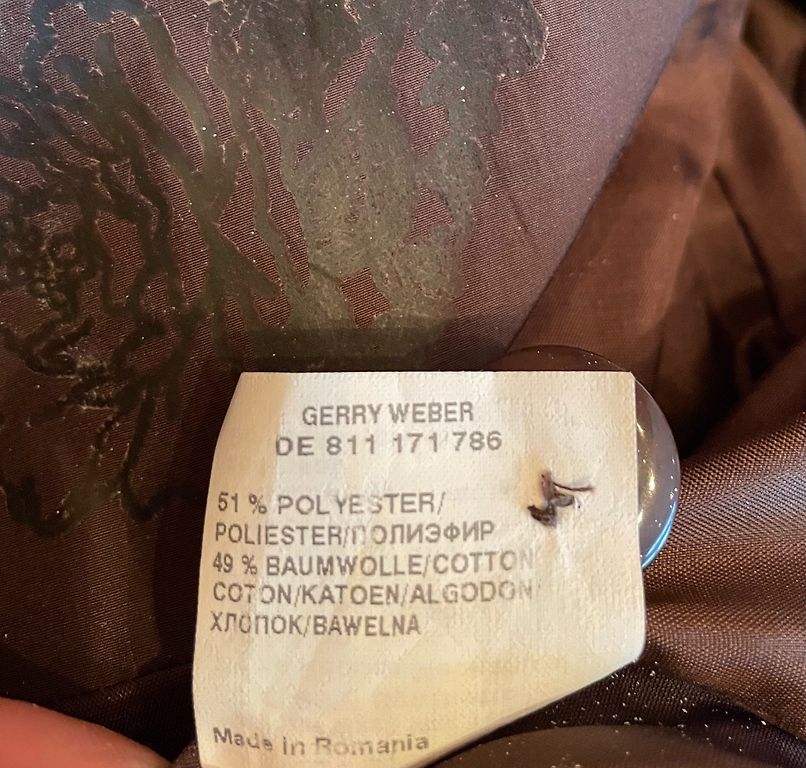 GERRY WEBER
DE 811 171 786
51 % POLYESTER/
POLIESTER/ПОЛИЭФИР
49 % BAUMWOLLE/COTTON
COTON/KATOEN/ALGODON/
ХЛОПОК/BAWELNA
Made in Romania